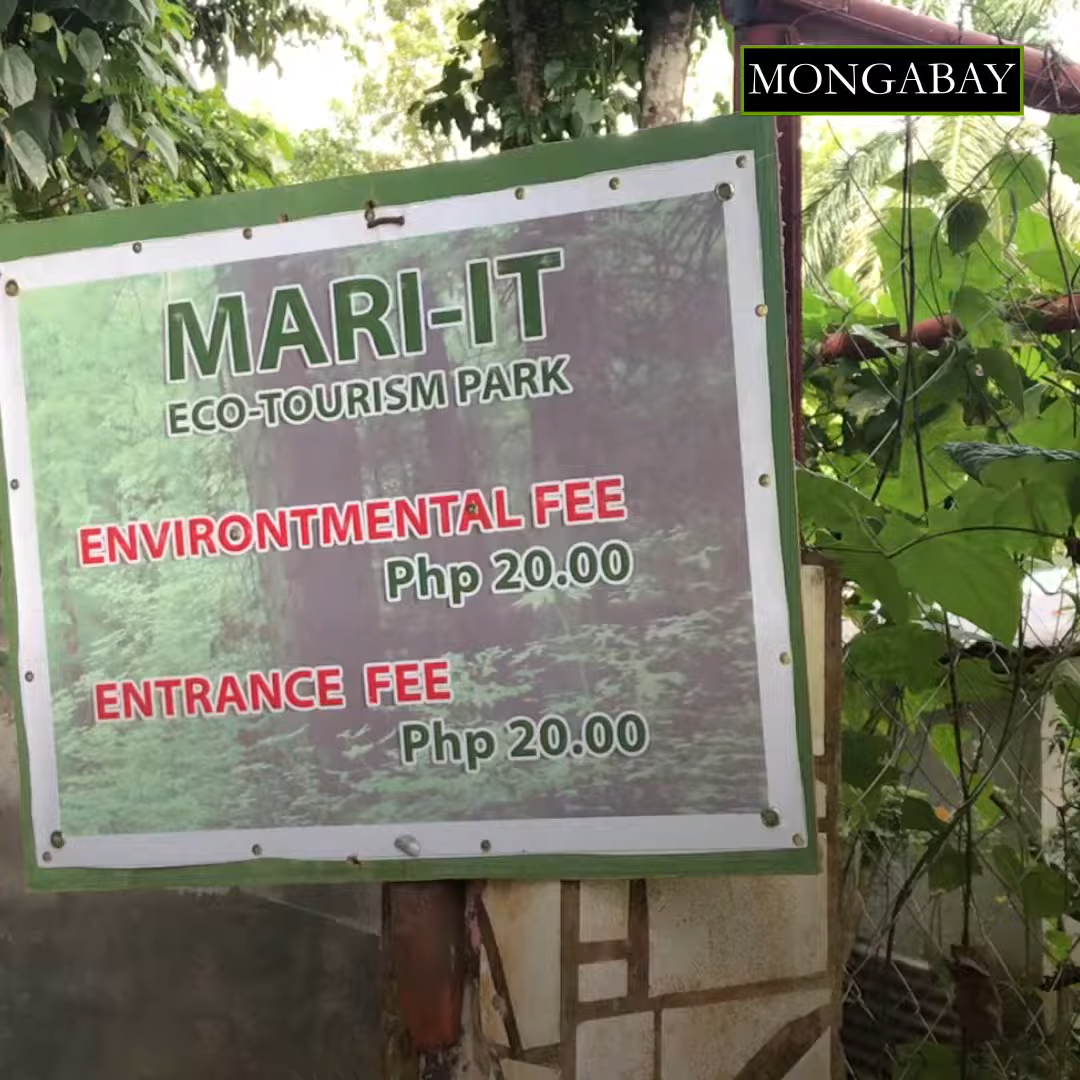 MONGABAY
MARI-IT
ECO-TOURISM PARK
ENVIRONTMENTAL FEE
Php 20.00
ENTRANCE FEE
Php 20.00